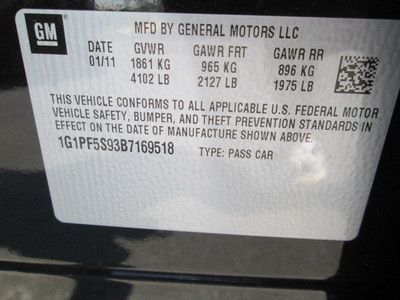 GM
MFD BY GENERAL MOTORS LLC
DATE GVWR GAWR FRT GAWR RR
01/11 1861 KG 965 KG 896 KG
4102 LB 2127 LB 1975 LB
THIS VEHICLE CONFORMS TO ALL APPLICABLE U.S. FEDERAL MOTOR
VEHICLE SAFETY, BUMPER, AND THEFT PREVENTION STANDARDS IN
EFFECT ON THE DATE OF MANUFACTURE SHOWN ABOVE.
1G1PF5S93B7169518 TYPE: PASS CAR